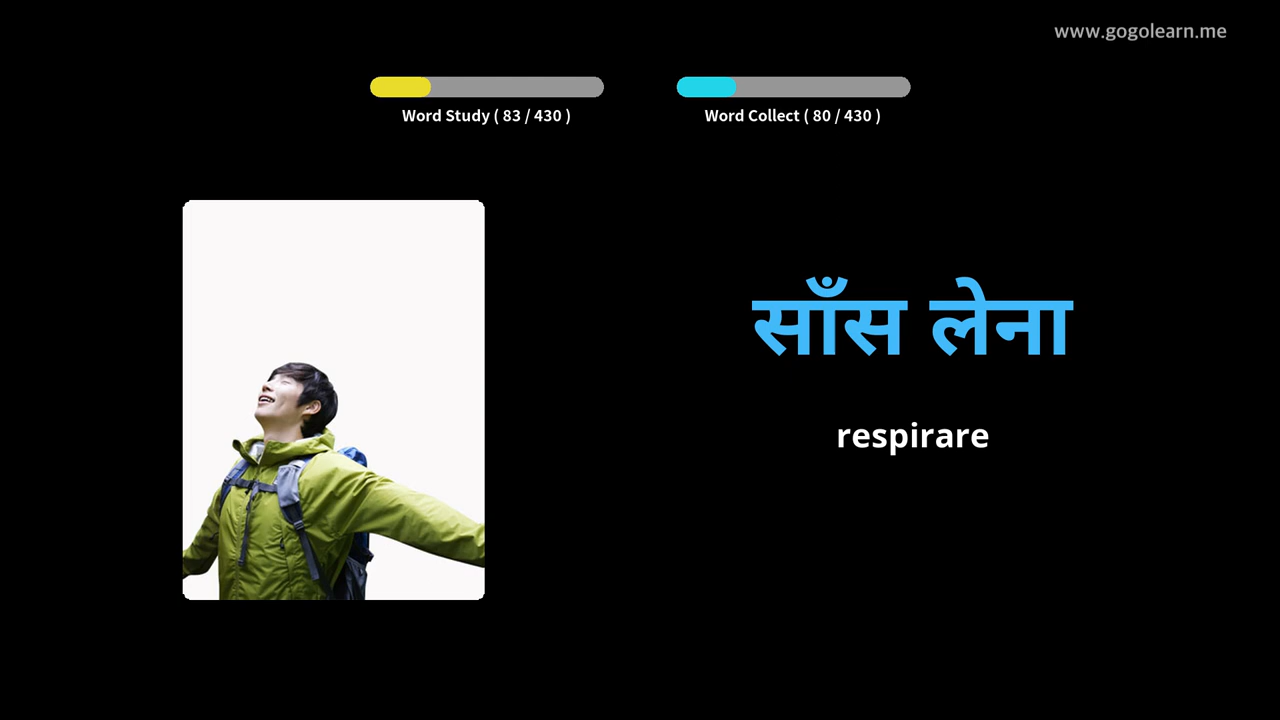 www.gogolearn.me
Word Study ( 83 / 430 )
Word Collect ( 80 / 430 )
साँस लेना
respirare